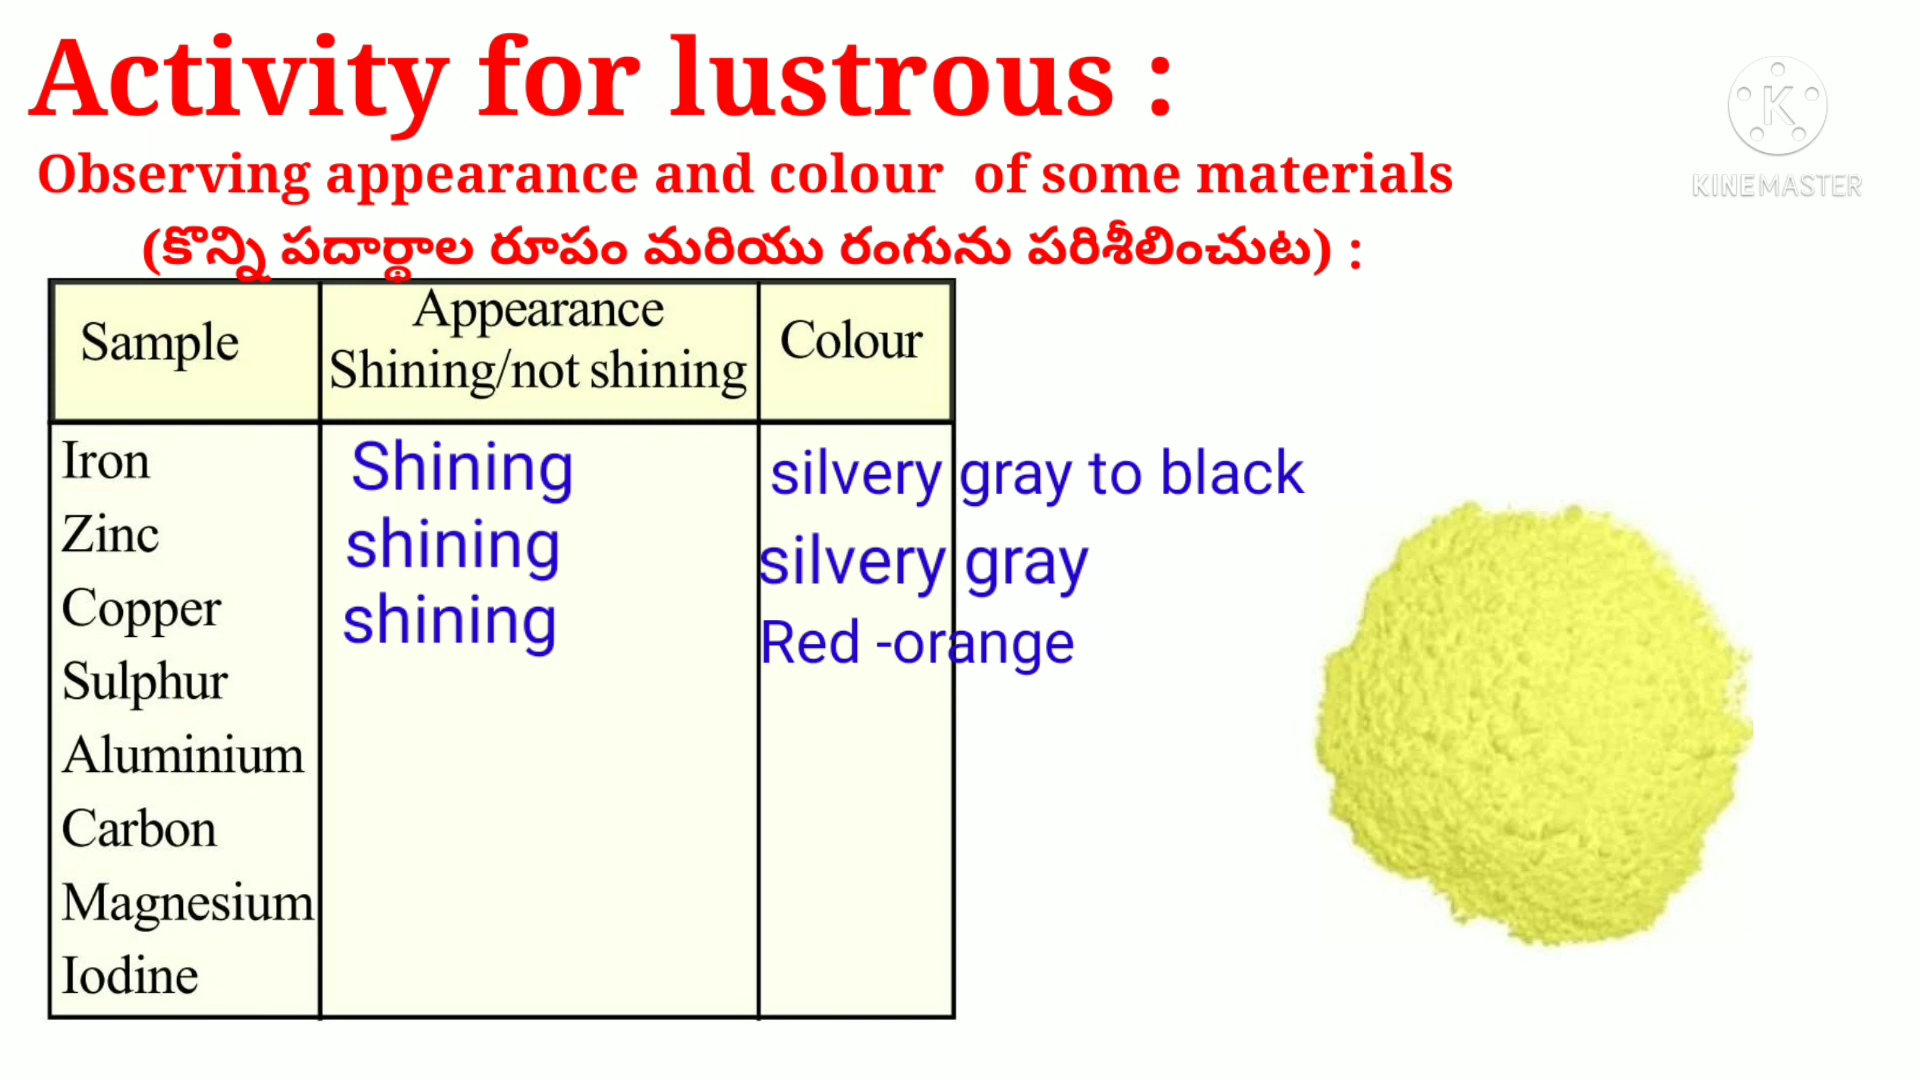 Activity for lustrous :
Observing appearance and colour of some materials
(కొన్ని పదార్థాల రూపం మరియు రంగును పరిశీలించుట) :
K
KINEMASTER
Sample
Appearance
Shining/not shining
Colour
Iron Shining silvery gray to black
Zinc shining silvery gray
Copper shining Red -orange
Sulphur
Aluminium
Carbon
Magnesium
Iodine